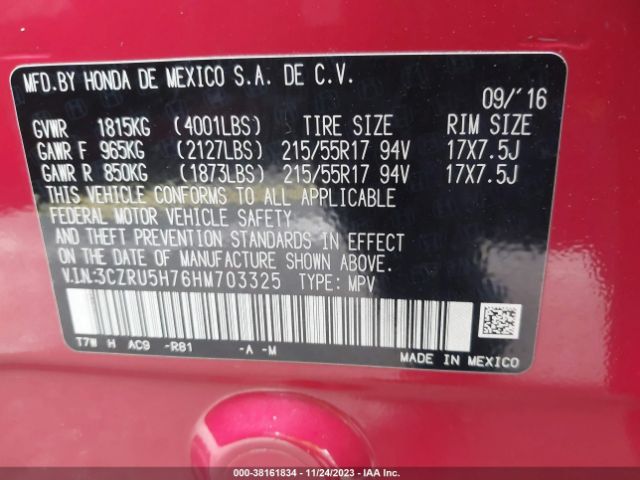 MFD.BY HONDA DE MEXICO S.A. DE C.V.
09/'16
GVWR 1815KG (4001LBS) TIRE SIZE RIM SIZE
GAWR F 965KG (2127LBS) 215/55R17 94V 17X7.5J
GAWR R 850KG (1873LBS) 215/55R17 94V 17X7.5J
THIS VEHICLE CONFORMS TO ALL APPLICABLE
FEDERAL MOTOR VEHICLE SAFETY
AND THEFT PREVENTION STANDARDS IN EFFECT
ON THE DATE OF MANUFACTURE SHOWN ABOVE.
V.I.N:3CZRU5H76HM703325 TYPE: MPV
T7W H AC9 -RB1 -A -M
MADE IN MEXICO
000-38161834 - 11/24/2023 - IAA Inc.